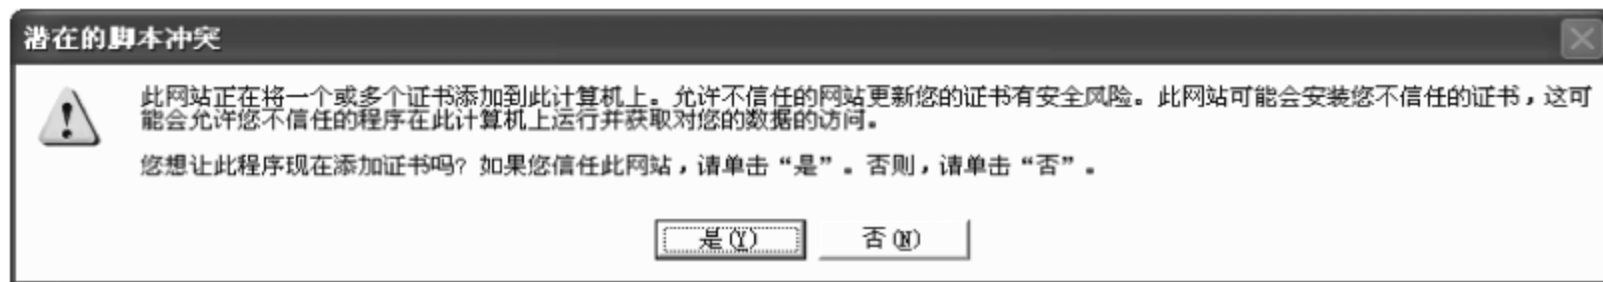 潜在的脚本冲突
此网站正在将一个或多个证书添加到此计算机上。允许不信任的网站更新您的证书有安全风险。此网站可能会安装您不信任的证书，这可
能会允许您不信任的程序在此计算机上运行并获取对您的数据的访问。
您想让此程序现在添加证书吗？如果您信任此网站，请单击“是”。否则，请单击“否”。
是(Y) 否(N)